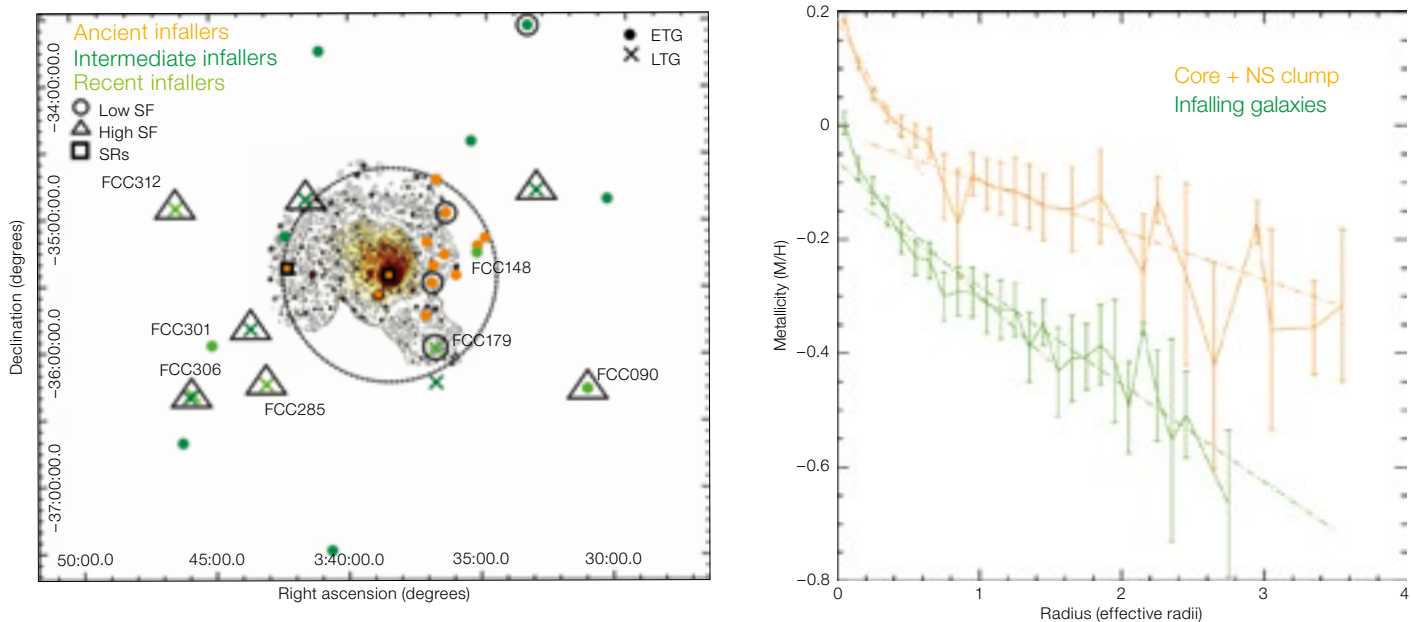 Ancient infallers
Intermediate infallers
Recent infallers
Low SF
High SF
SRs
ETG
LTG
FCC312
FCC148
FCC301
FCC179
FCC306
FCC090
FCC285
−34:00:00.0
−35:00:00.0
−36:00:00.0
−37:00:00.0
Declination (degrees)
50:00.0 45:00.0 3:40:00.0 35:00.0 30:00.0
Right ascension (degrees)
Core + NS clump
Infalling galaxies
0.2
0
−0.2
−0.4
−0.6
−0.8
Metallicity (M/H)
0 1 2 3 4
Radius (effective radii)